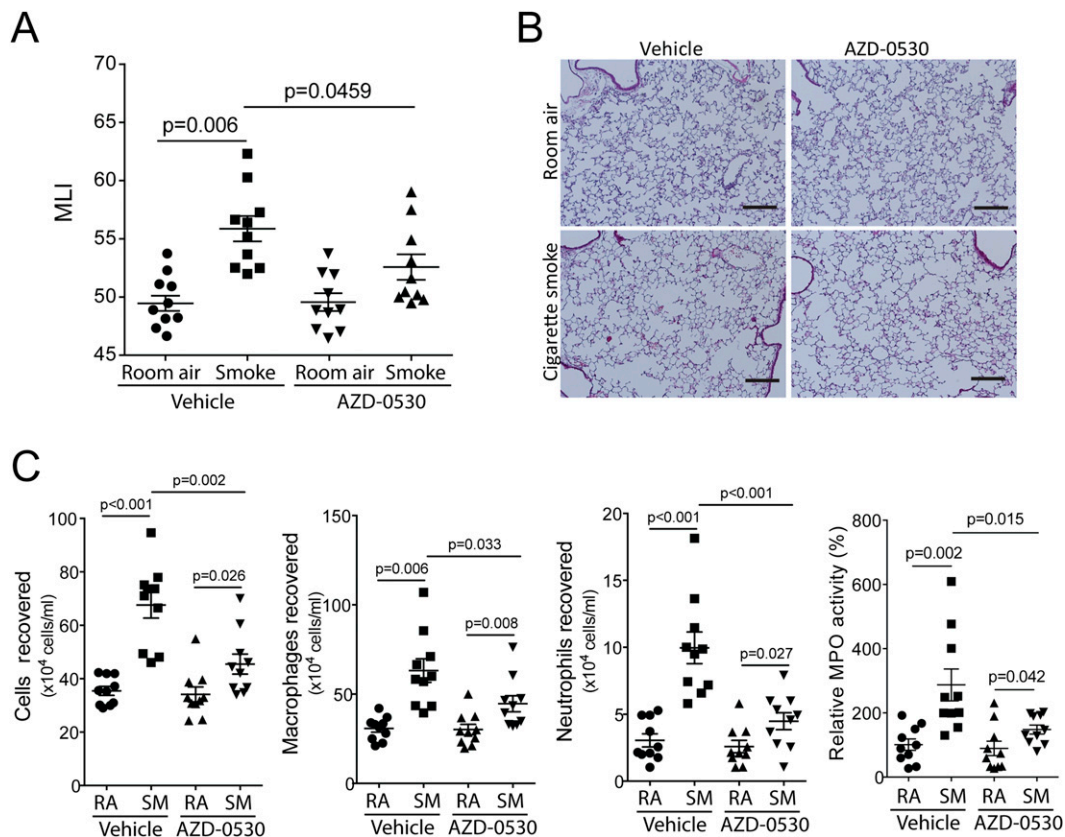 A
MLI
70
65
60
55
50
45
p=0.0459
p=0.006
Room air Smoke Room air Smoke
Vehicle AZD-0530
B
Vehicle AZD-0530
Room air
Cigarette smoke
C
Cells recovered
(x10⁴ cells/ml)
100
80
60
40
20
0
p=0.002
p<0.001
p=0.026
RA SM RA SM
Vehicle AZD-0530
Macrophages recovered
(x10⁴ cells/ml)
150
100
50
0
p=0.033
p=0.006
p=0.008
RA SM RA SM
Vehicle AZD-0530
Neutrophils recovered
(x10⁴ cells/ml)
20
15
10
5
0
p<0.001
p<0.001
p=0.027
RA SM RA SM
Vehicle AZD-0530
Relative MPO activity (%)
800
600
400
200
0
p=0.015
p=0.002
p=0.042
RA SM RA SM
Vehicle AZD-0530